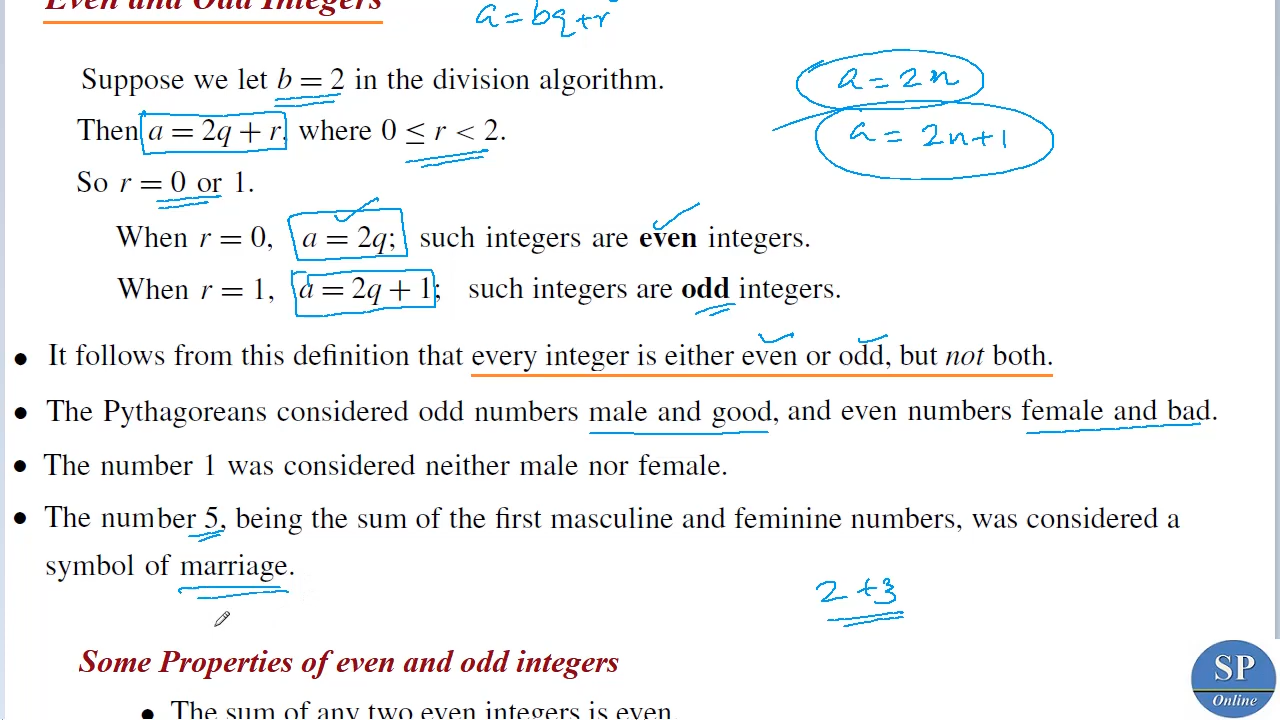 Even and Odd Integers
a = bq + r
Suppose we let b = 2 in the division algorithm.
a = 2n
Then a = 2q + r, where 0 ≤ r < 2.
a = 2n+1
So r = 0 or 1.
When r = 0, a = 2q; such integers are even integers.
When r = 1, a = 2q + 1; such integers are odd integers.
• It follows from this definition that every integer is either even or odd, but not both.
• The Pythagoreans considered odd numbers male and good, and even numbers female and bad.
• The number 1 was considered neither male nor female.
• The number 5, being the sum of the first masculine and feminine numbers, was considered a
symbol of marriage.
2 + 3
Some Properties of even and odd integers
• The sum of any two even integers is even.
SP
Online